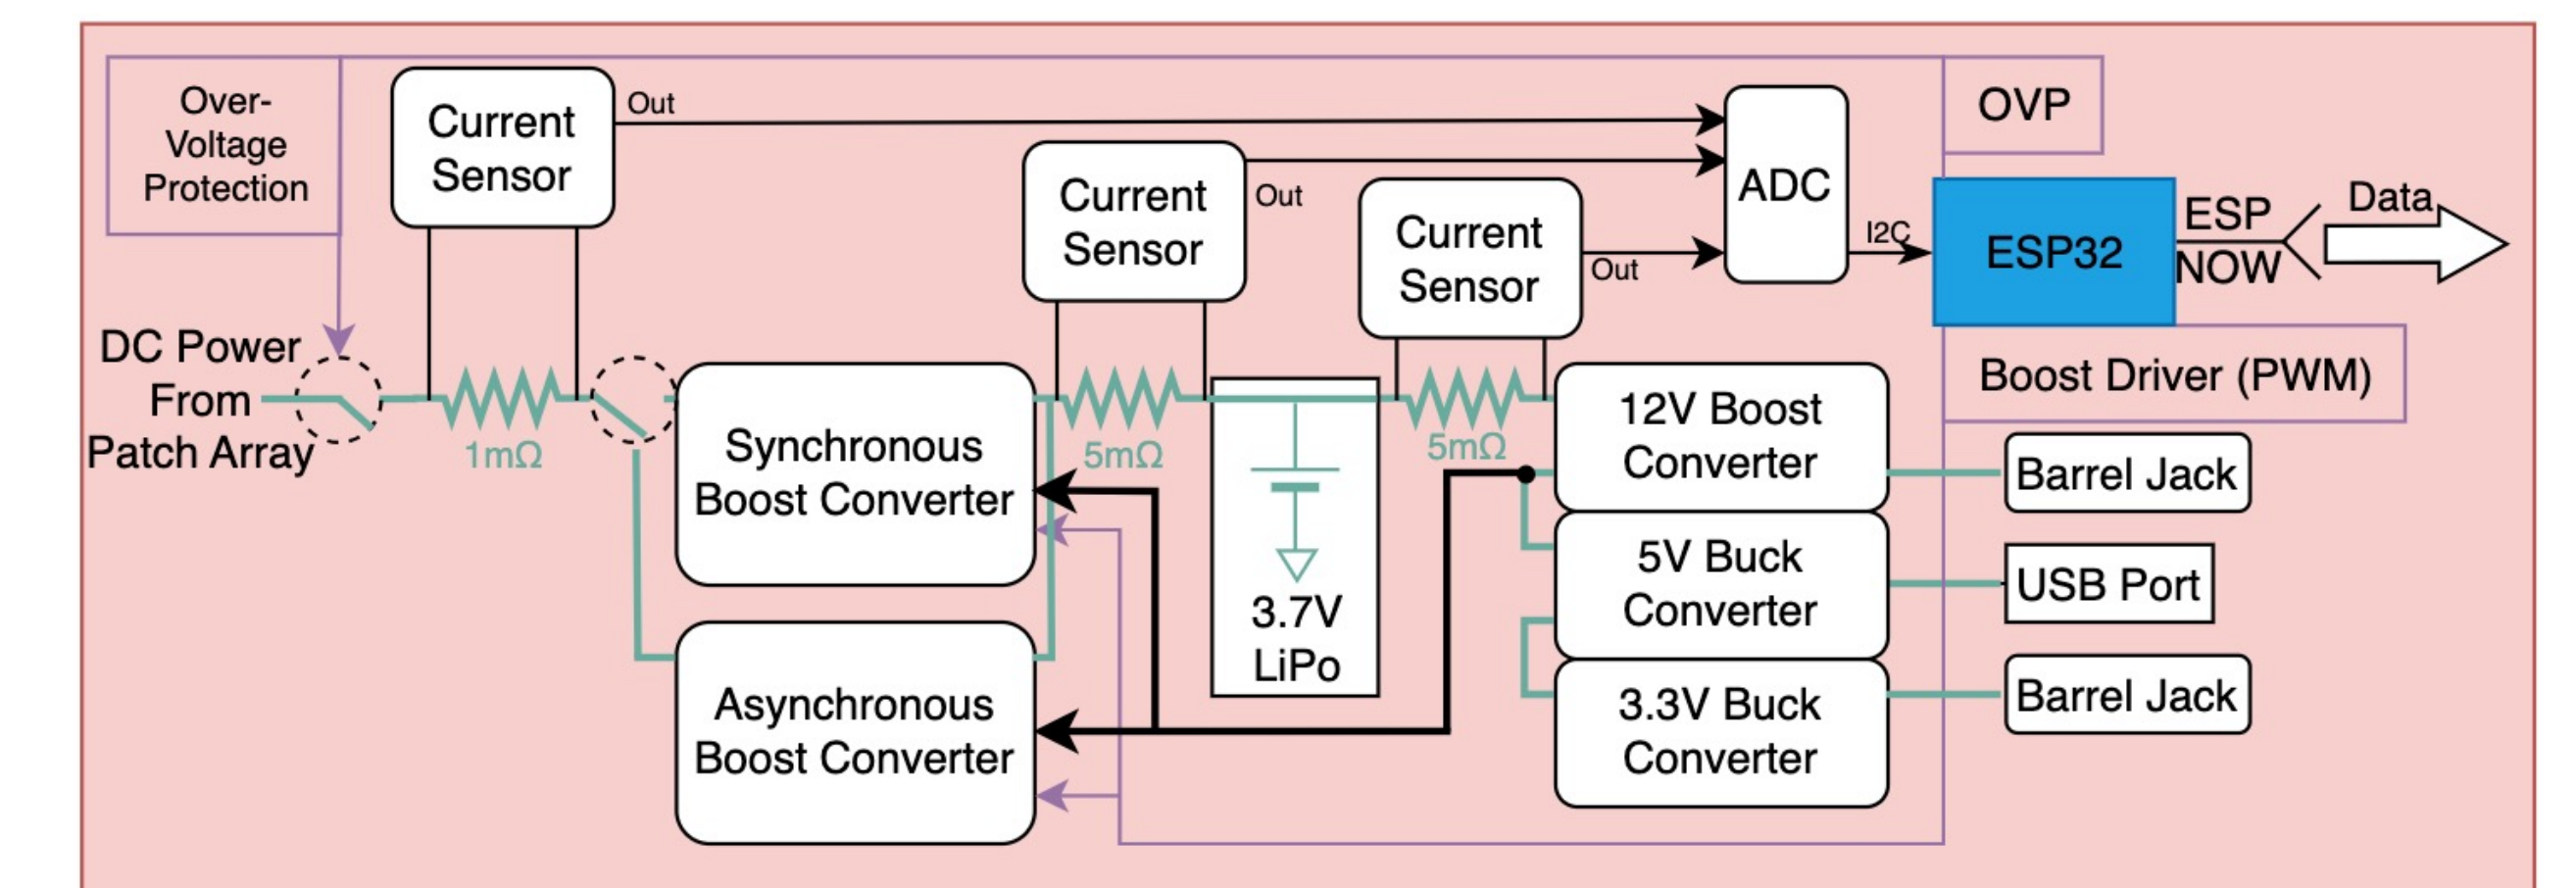 Over-
Voltage
Protection
Current
Sensor
Out
Current
Sensor
Out
Current
Sensor
Out
ADC
I2C
OVP
ESP32
ESP
NOW
Data
Boost Driver (PWM)
DC Power
From
Patch Array
1mΩ
Synchronous
Boost Converter
Asynchronous
Boost Converter
5mΩ
3.7V
LiPo
5mΩ
12V Boost
Converter
5V Buck
Converter
3.3V Buck
Converter
Barrel Jack
USB Port
Barrel Jack